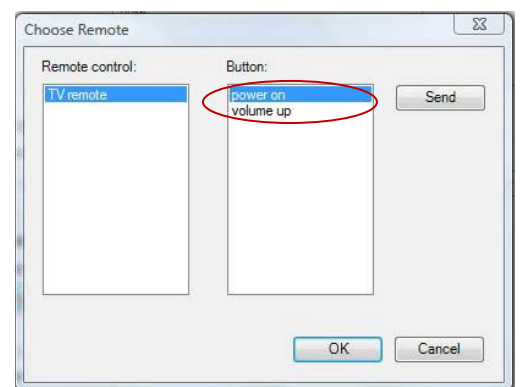 Choose Remote
Remote control:
Button:
TV remote
power on
volume up
Send
OK
Cancel